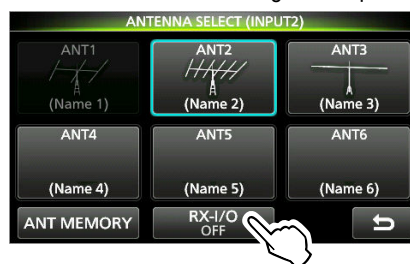 ANTENNA SELECT (INPUT2)
ANT1 ANT2 ANT3
(Name 1) (Name 2) (Name 3)
ANT4 ANT5 ANT6
(Name 4) (Name 5) (Name 6)
ANT MEMORY RX-I/O
OFF